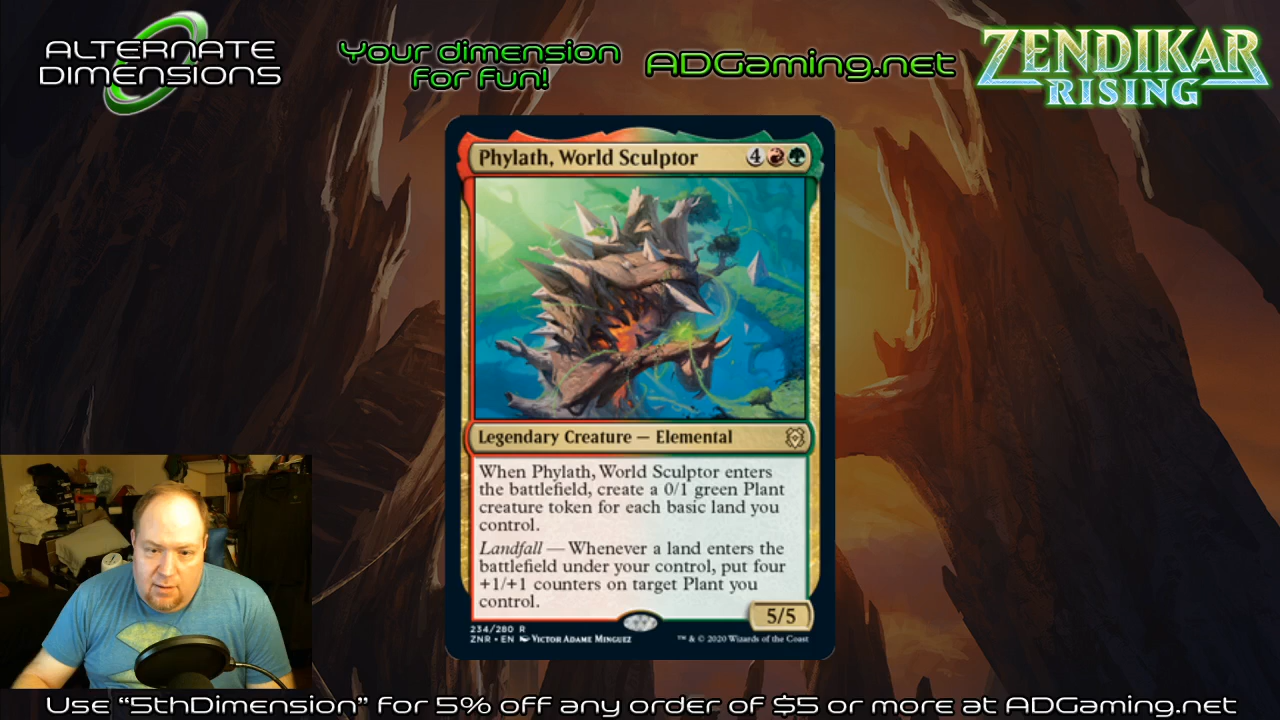 ALTERNATE
DIMENSIONS
Your dimension
for fun!
ADGaming.net
ZENDIKAR
RISING
Phylath, World Sculptor 4
Legendary Creature — Elemental
When Phylath, World Sculptor enters
the battlefield, create a 0/1 green Plant
creature token for each basic land you
control.
Landfall — Whenever a land enters the
battlefield under your control, put four
+1/+1 counters on target Plant you
control.
5/5
234/280 R
ZNR • EN VICTOR ADAME MINGUEZ
™ & © 2020 Wizards of the Coast
Use “5thDimension” for 5% off any order of $5 or more at ADGaming.net